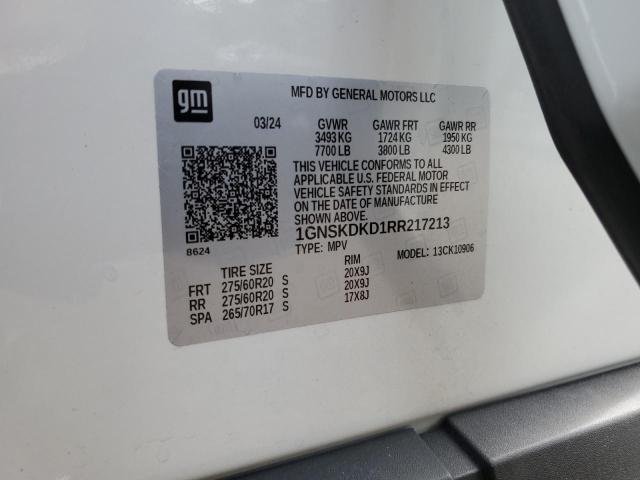 gm
MFD BY GENERAL MOTORS LLC
03/24 GVWR GAWR FRT GAWR RR
3493 KG 1724 KG 1950 KG
7700 LB 3800 LB 4300 LB
THIS VEHICLE CONFORMS TO ALL
APPLICABLE U.S. FEDERAL MOTOR
VEHICLE SAFETY STANDARDS IN EFFECT
ON THE DATE OF MANUFACTURE
SHOWN ABOVE.
1GNSKDKD1RR217213
8624
TYPE: MPV MODEL: 13CK10906
TIRE SIZE RIM
FRT 275/60R20 S 20X9J
RR 275/60R20 S 20X9J
SPA 265/70R17 S 17X8J